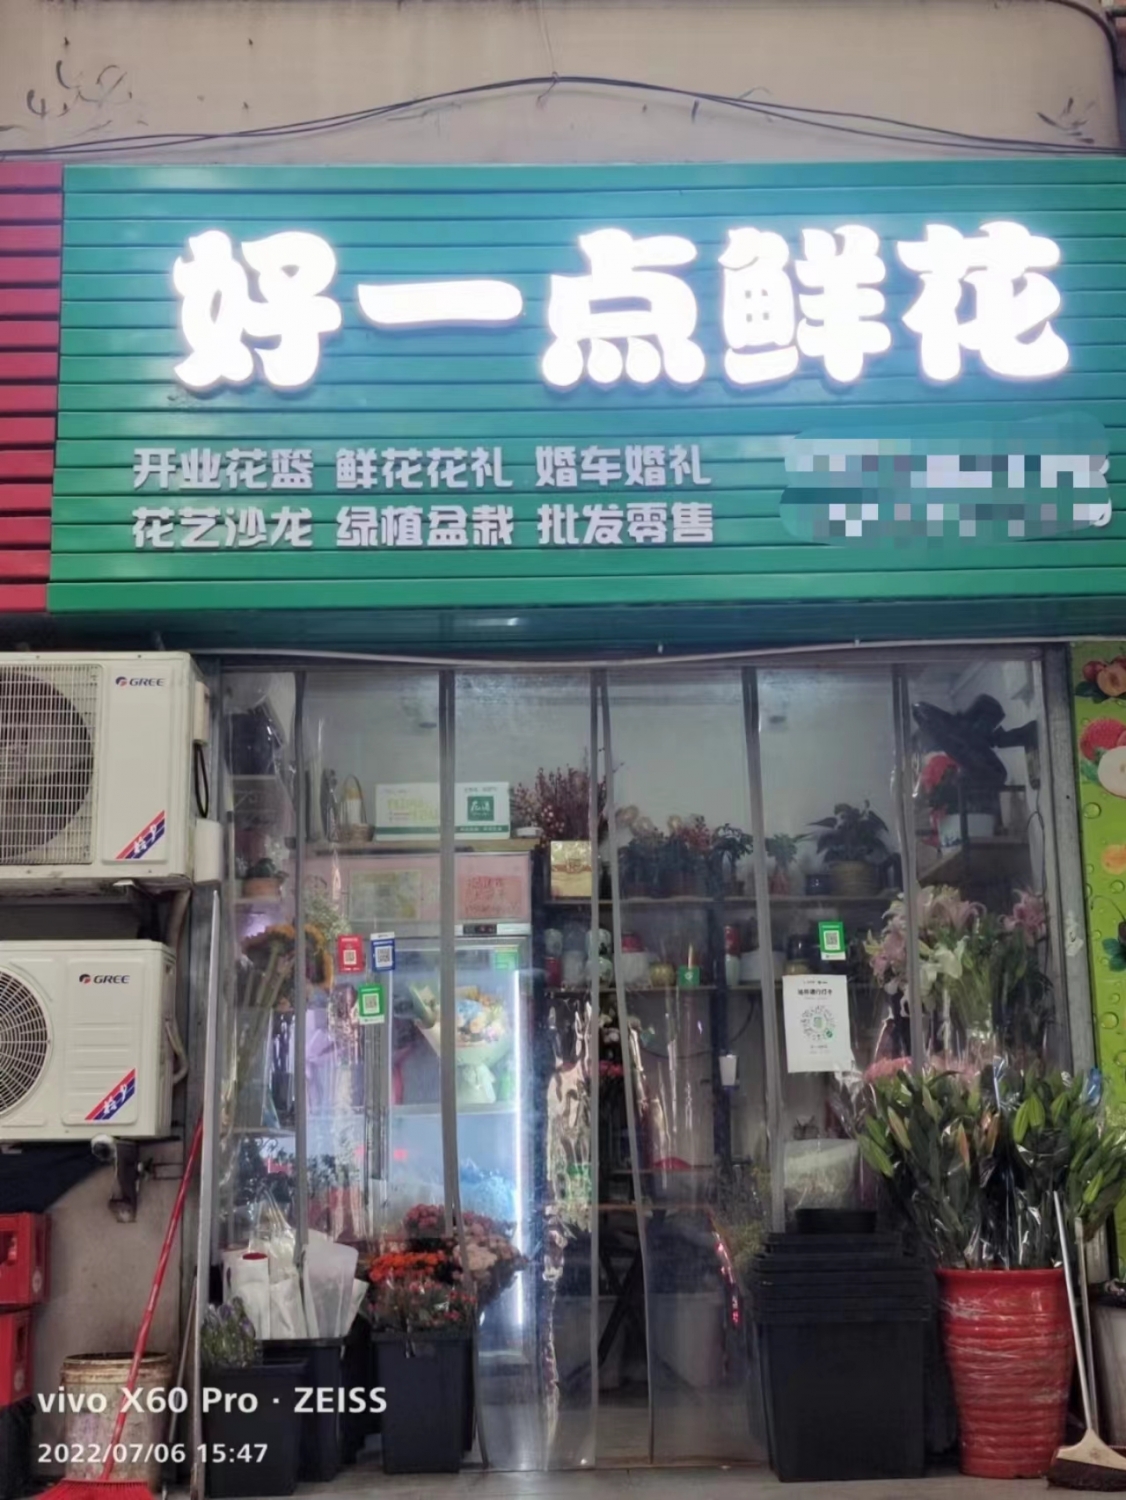 好一点鲜花
开业花篮 鲜花花礼 婚车婚礼
花艺沙龙 绿植盆栽 批发零售
GREE
GREE
vivo X60 Pro · ZEISS
2022/07/06 15:47